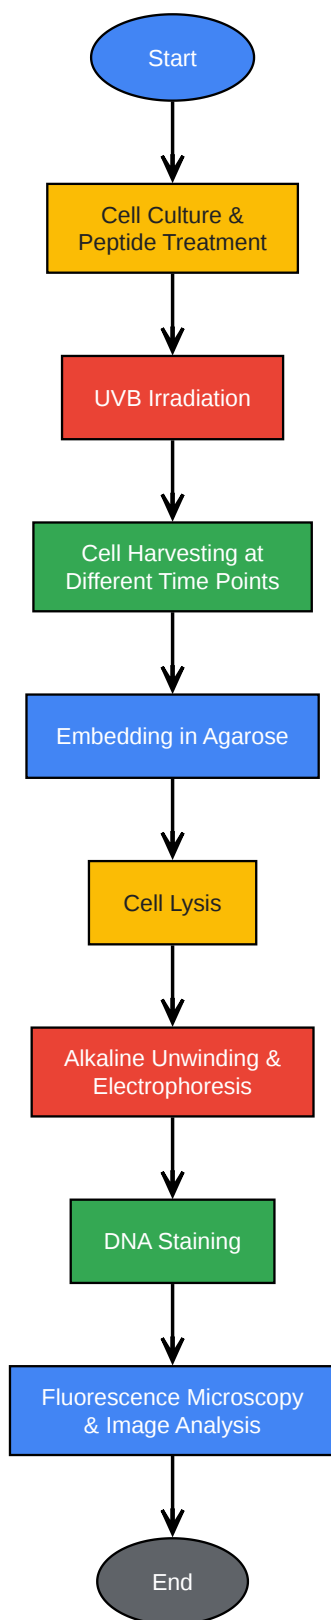 Start
Cell Culture &
Peptide Treatment
UVB Irradiation
Cell Harvesting at
Different Time Points
Embedding in Agarose
Cell Lysis
Alkaline Unwinding &
Electrophoresis
DNA Staining
Fluorescence Microscopy
& Image Analysis
End